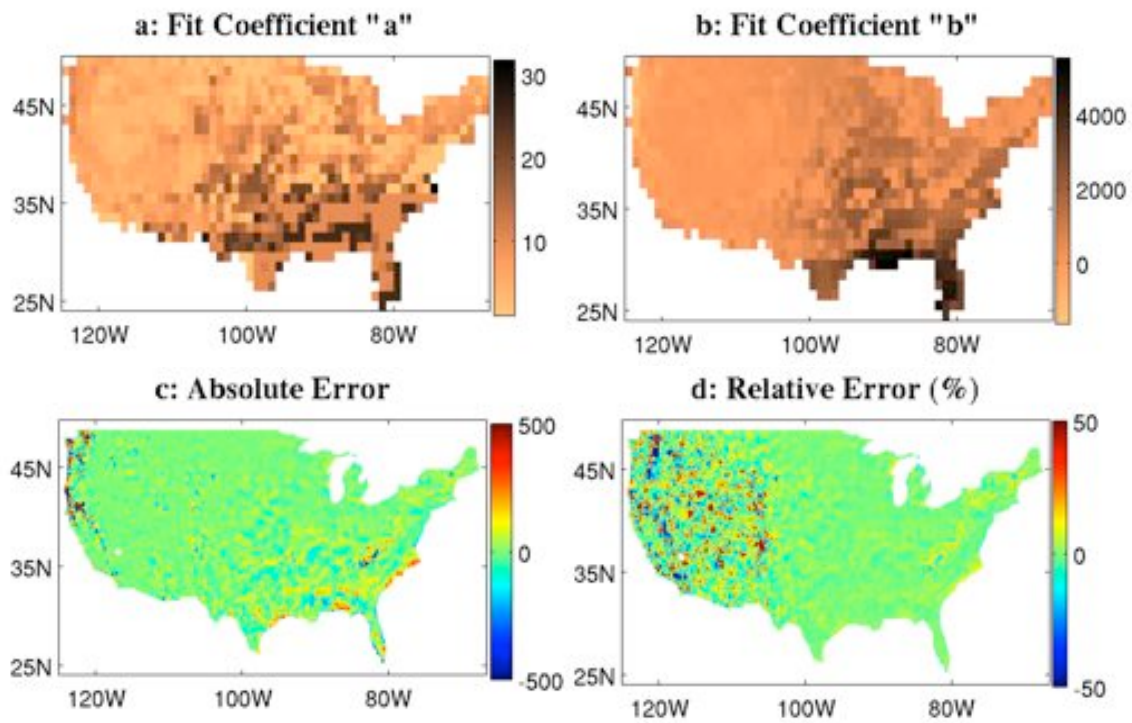 a: Fit Coefficient "a"
b: Fit Coefficient "b"
45N
35N
25N
120W
100W
80W
30
20
10
45N
35N
25N
120W
100W
80W
4000
2000
0
c: Absolute Error
d: Relative Error (%)
45N
35N
25N
120W
100W
80W
500
0
-500
45N
35N
25N
120W
100W
80W
50
0
-50